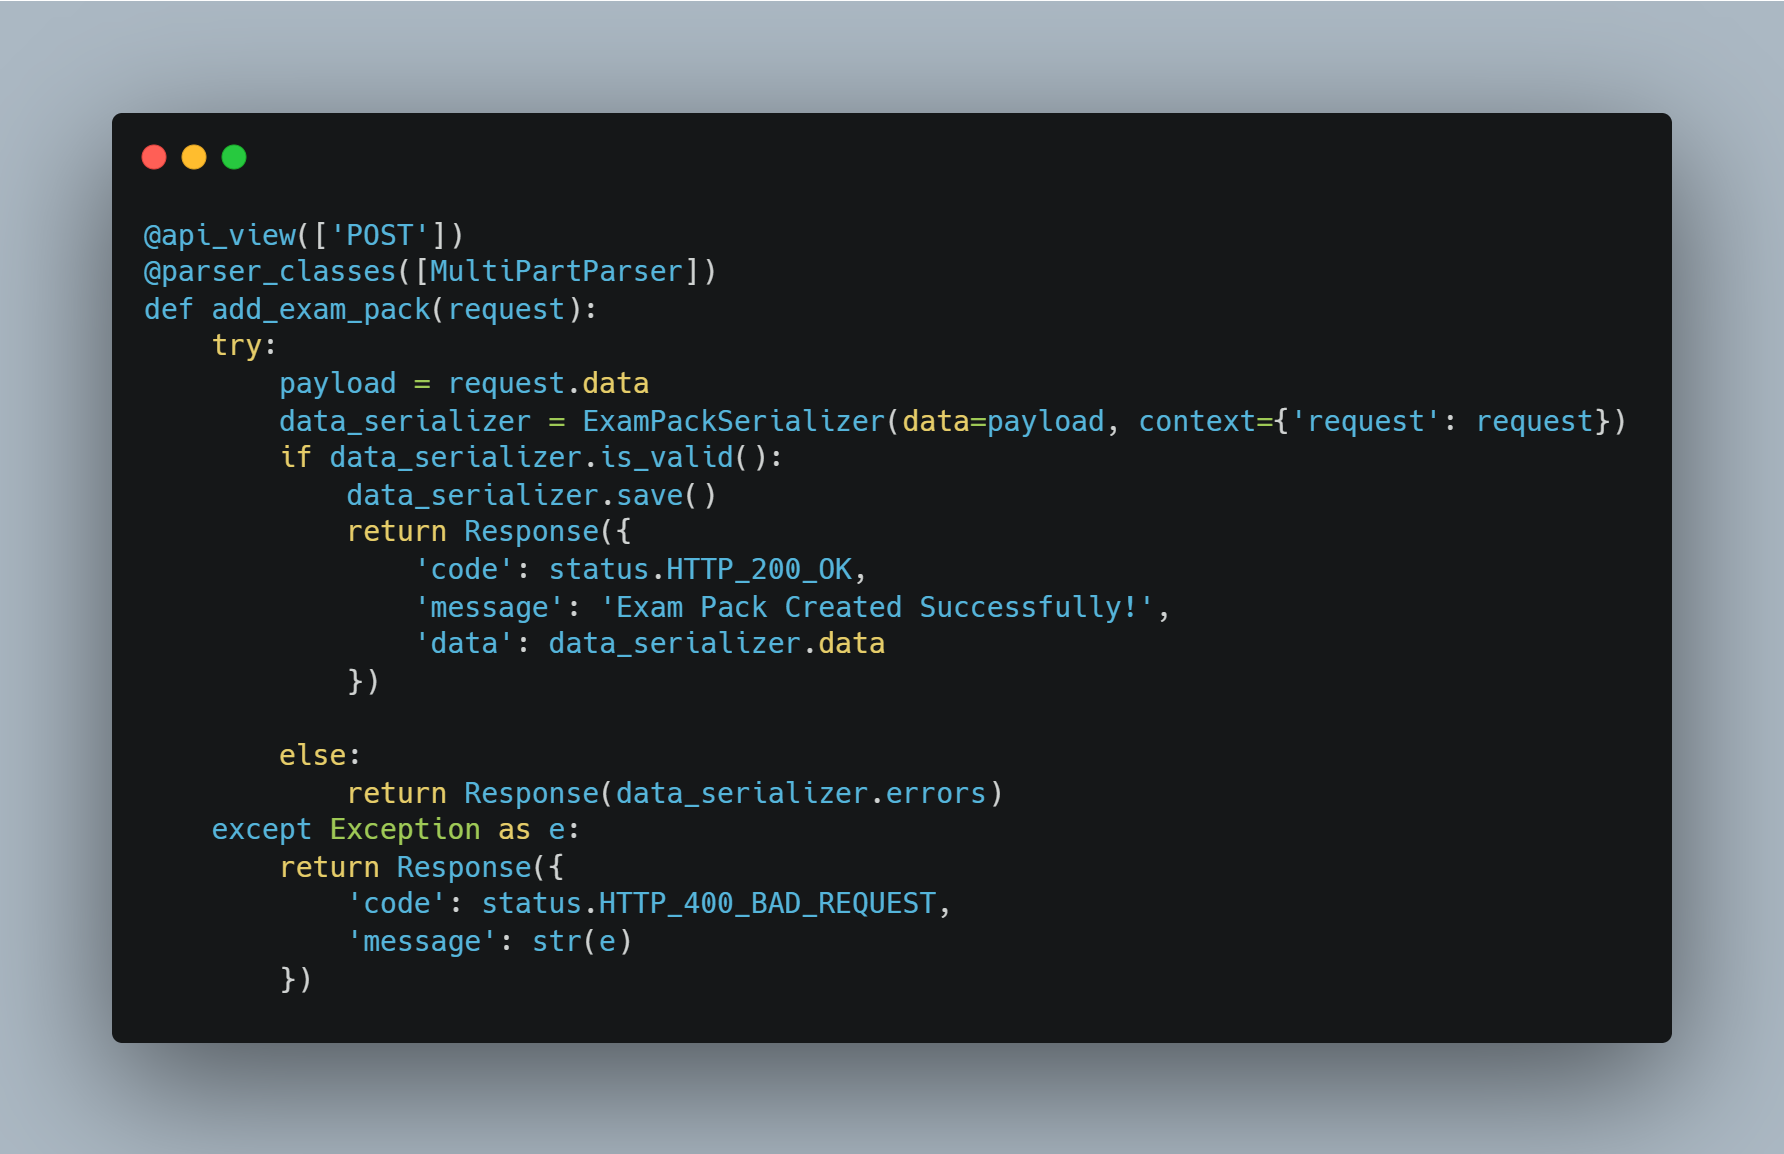 @api_view(['POST'])
@parser_classes([MultiPartParser])
def add_exam_pack(request):
    try:
        payload = request.data
        data_serializer = ExamPackSerializer(data=payload, context={'request': request})
        if data_serializer.is_valid():
            data_serializer.save()
            return Response({
                'code': status.HTTP_200_OK,
                'message': 'Exam Pack Created Successfully!',
                'data': data_serializer.data
            })

        else:
            return Response(data_serializer.errors)
    except Exception as e:
        return Response({
            'code': status.HTTP_400_BAD_REQUEST,
            'message': str(e)
        })